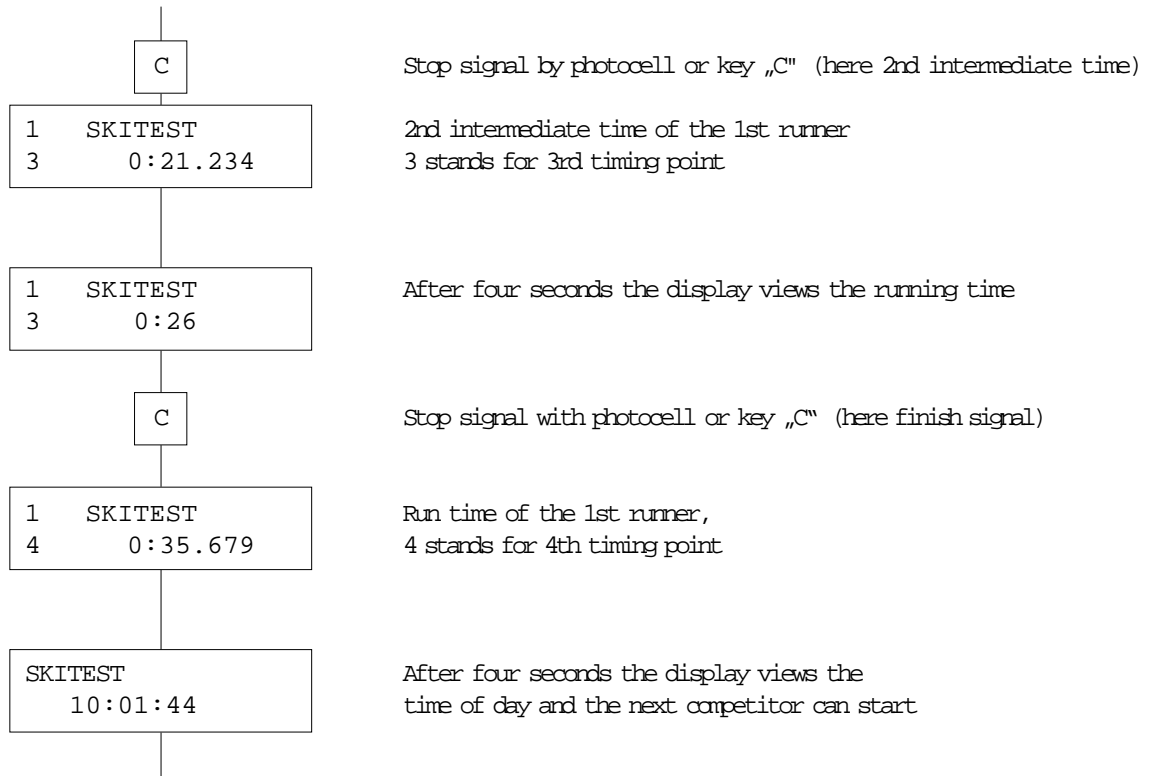 C
Stop signal by photocell or key „C" (here 2nd intermediate time)
1 SKITEST
3 0:21.234
2nd intermediate time of the 1st runner
3 stands for 3rd timing point
1 SKITEST
3 0:26
After four seconds the display views the running time
C
Stop signal with photocell or key „C“ (here finish signal)
1 SKITEST
4 0:35.679
Run time of the 1st runner,
4 stands for 4th timing point
SKITEST
10:01:44
After four seconds the display views the
time of day and the next competitor can start